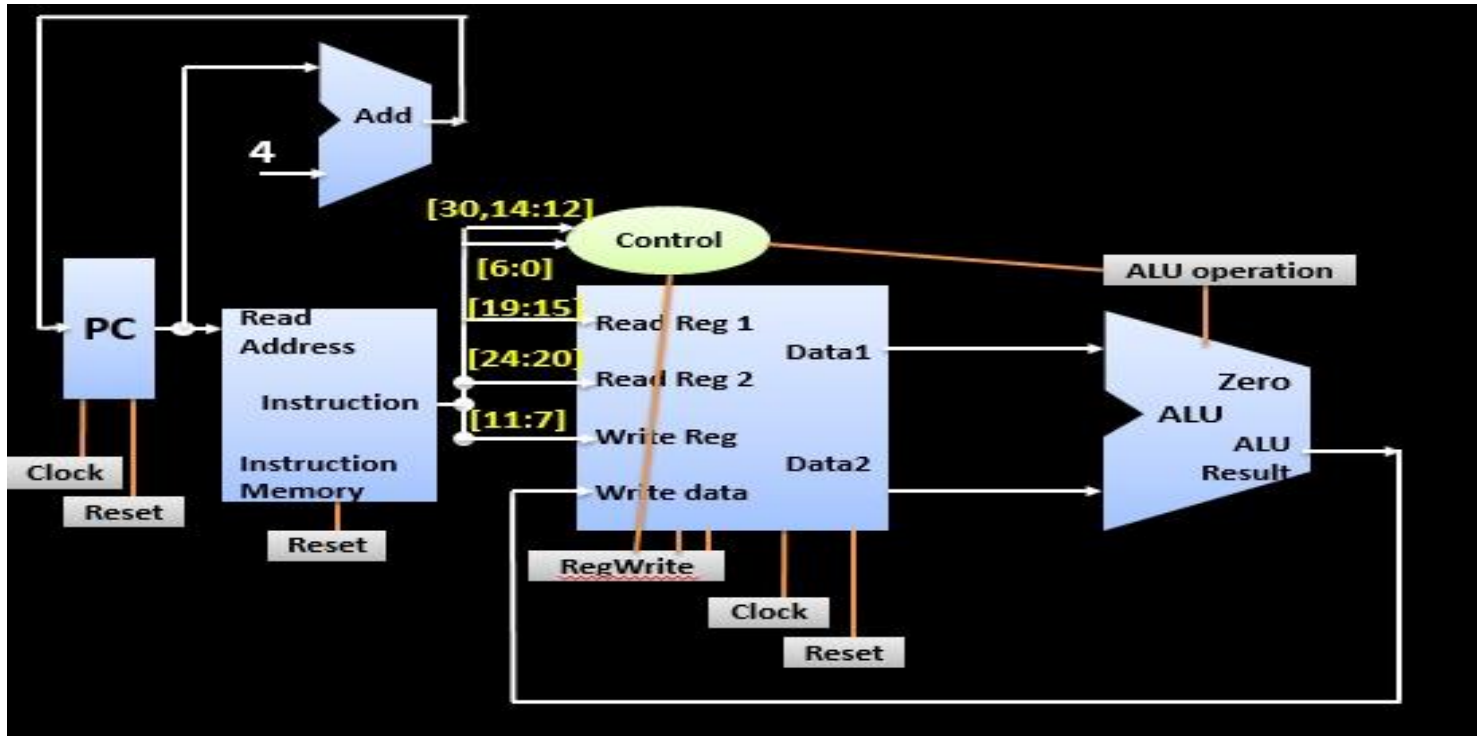 Add
4
[30,14:12]
Control
[6:0]
ALU operation
PC
Read
Address
Instruction
Instruction
Memory
[19:15]
Read Reg 1
Data1
[24:20]
Read Reg 2
[11:7]
Write Reg
Data2
Write data
Zero
ALU
ALU
Result
Clock
Reset
Reset
RegWrite
Clock
Reset